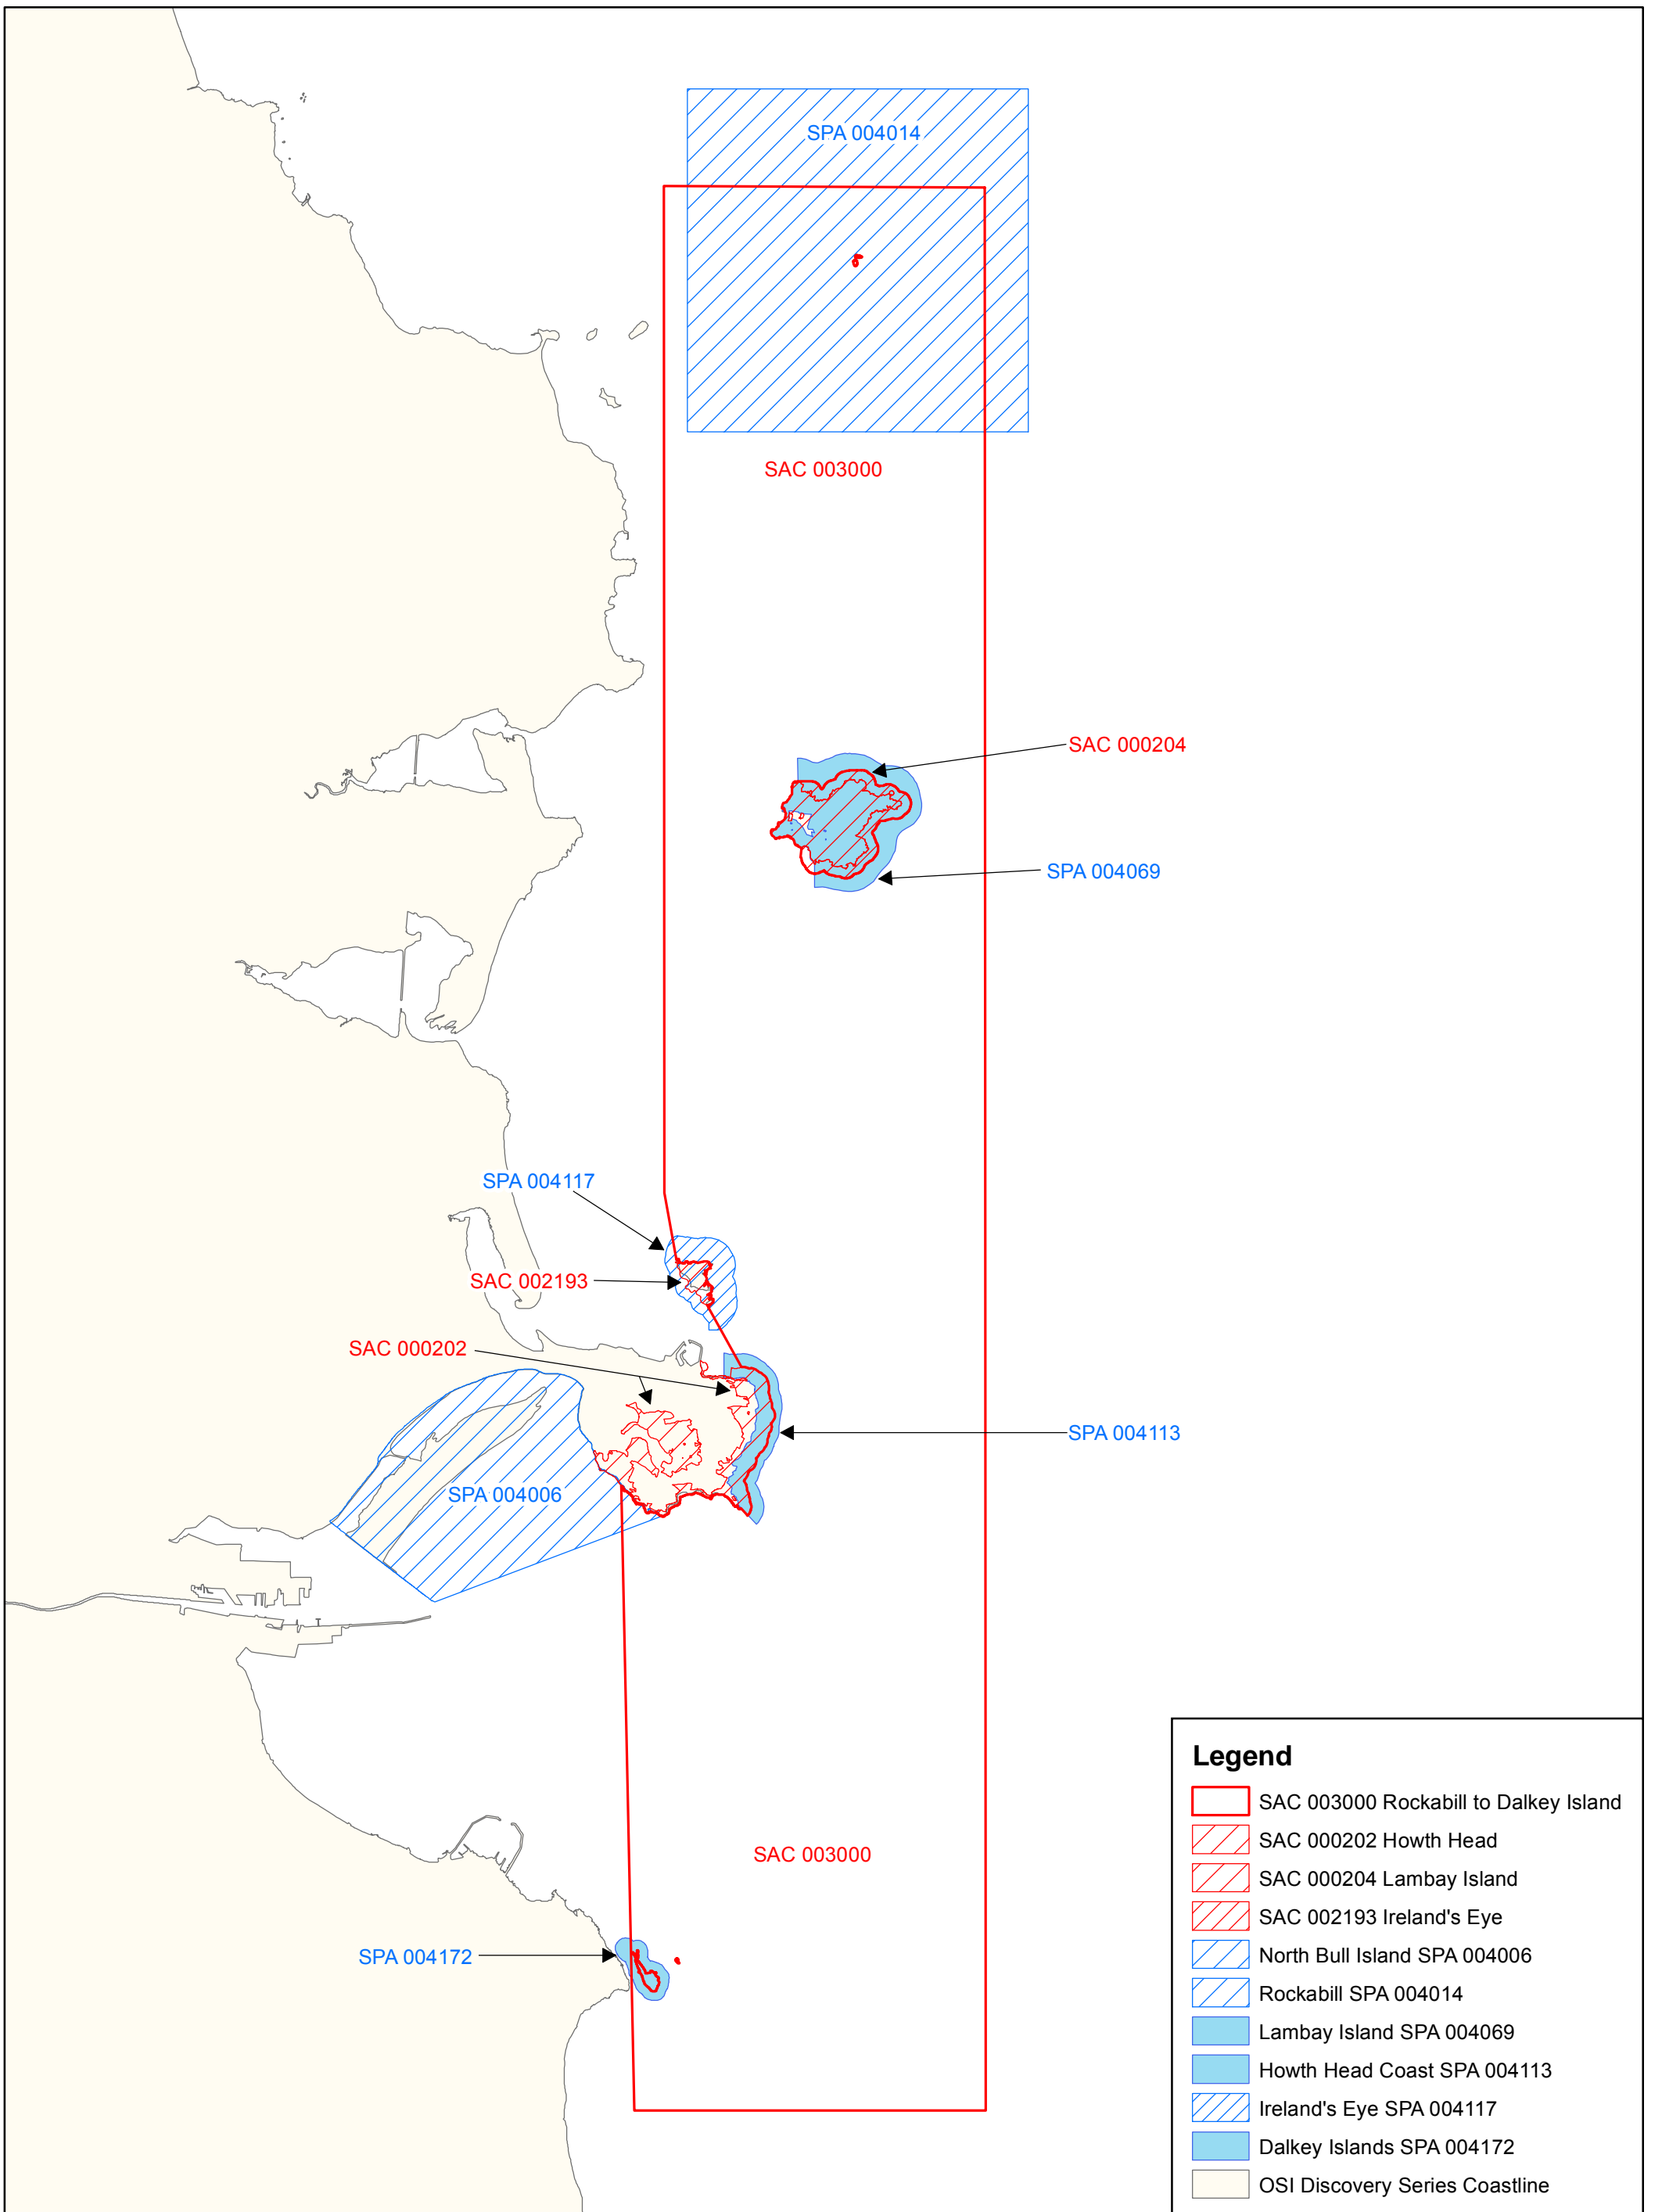 SPA 004014
SAC 003000
SAC 000204
SPA 004069
SPA 004117
SAC 002193
SAC 000202
SPA 004113
SPA 004006
SAC 003000
SPA 004172
Legend
SAC 003000 Rockabill to Dalkey Island
SAC 000202 Howth Head
SAC 000204 Lambay Island
SAC 002193 Ireland's Eye
North Bull Island SPA 004006
Rockabill SPA 004014
Lambay Island SPA 004069
Howth Head Coast SPA 004113
Ireland's Eye SPA 004117
Dalkey Islands SPA 004172
OSI Discovery Series Coastline